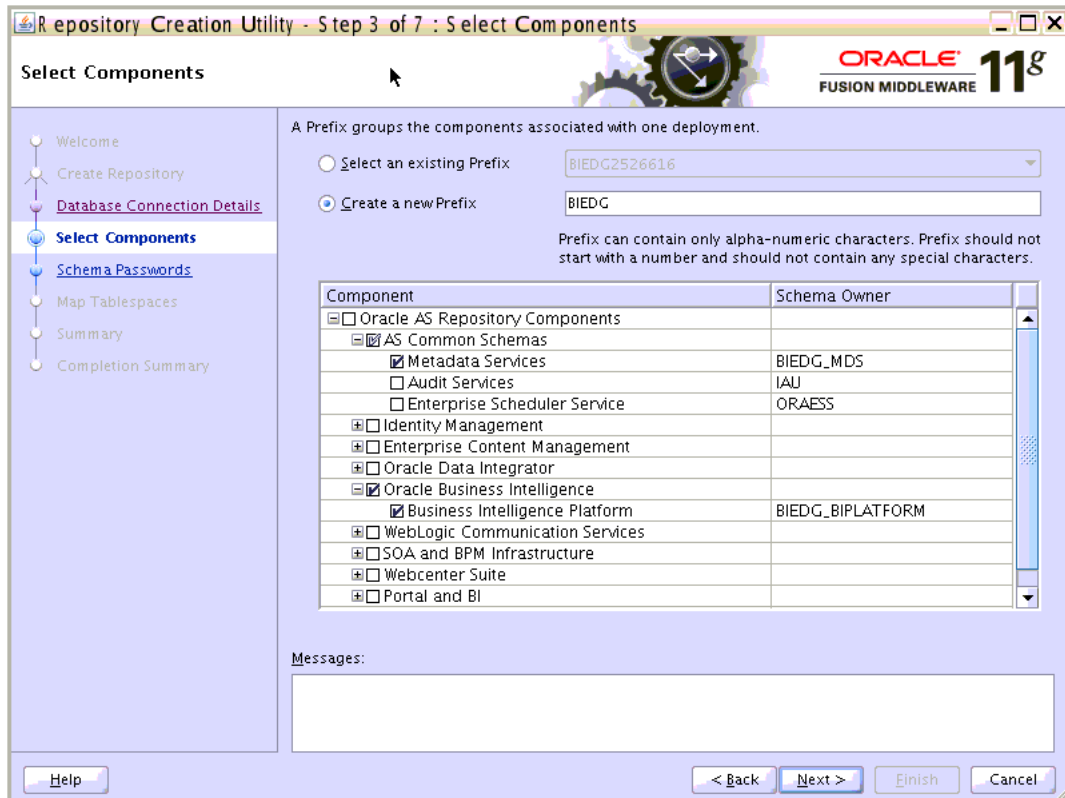 Repository Creation Utility - Step 3 of 7 : Select Components
Select Components
ORACLE
FUSION MIDDLEWARE
11g
Welcome
Create Repository
Database Connection Details
Select Components
Schema Passwords
Map Tablespaces
Summary
Completion Summary
A Prefix groups the components associated with one deployment.
Select an existing Prefix
BIEDG2526616
Create a new Prefix
BIEDG
Prefix can contain only alpha-numeric characters. Prefix should not
start with a number and should not contain any special characters.
Component Schema Owner
Oracle AS Repository Components
AS Common Schemas
Metadata Services BIEDG_MDS
Audit Services IAU
Enterprise Scheduler Service ORAESS
Identity Management
Enterprise Content Management
Oracle Data Integrator
Oracle Business Intelligence
Business Intelligence Platform BIEDG_BIPLATFORM
WebLogic Communication Services
SOA and BPM Infrastructure
Webcenter Suite
Portal and BI
Messages:
Help < Back Next > Finish Cancel